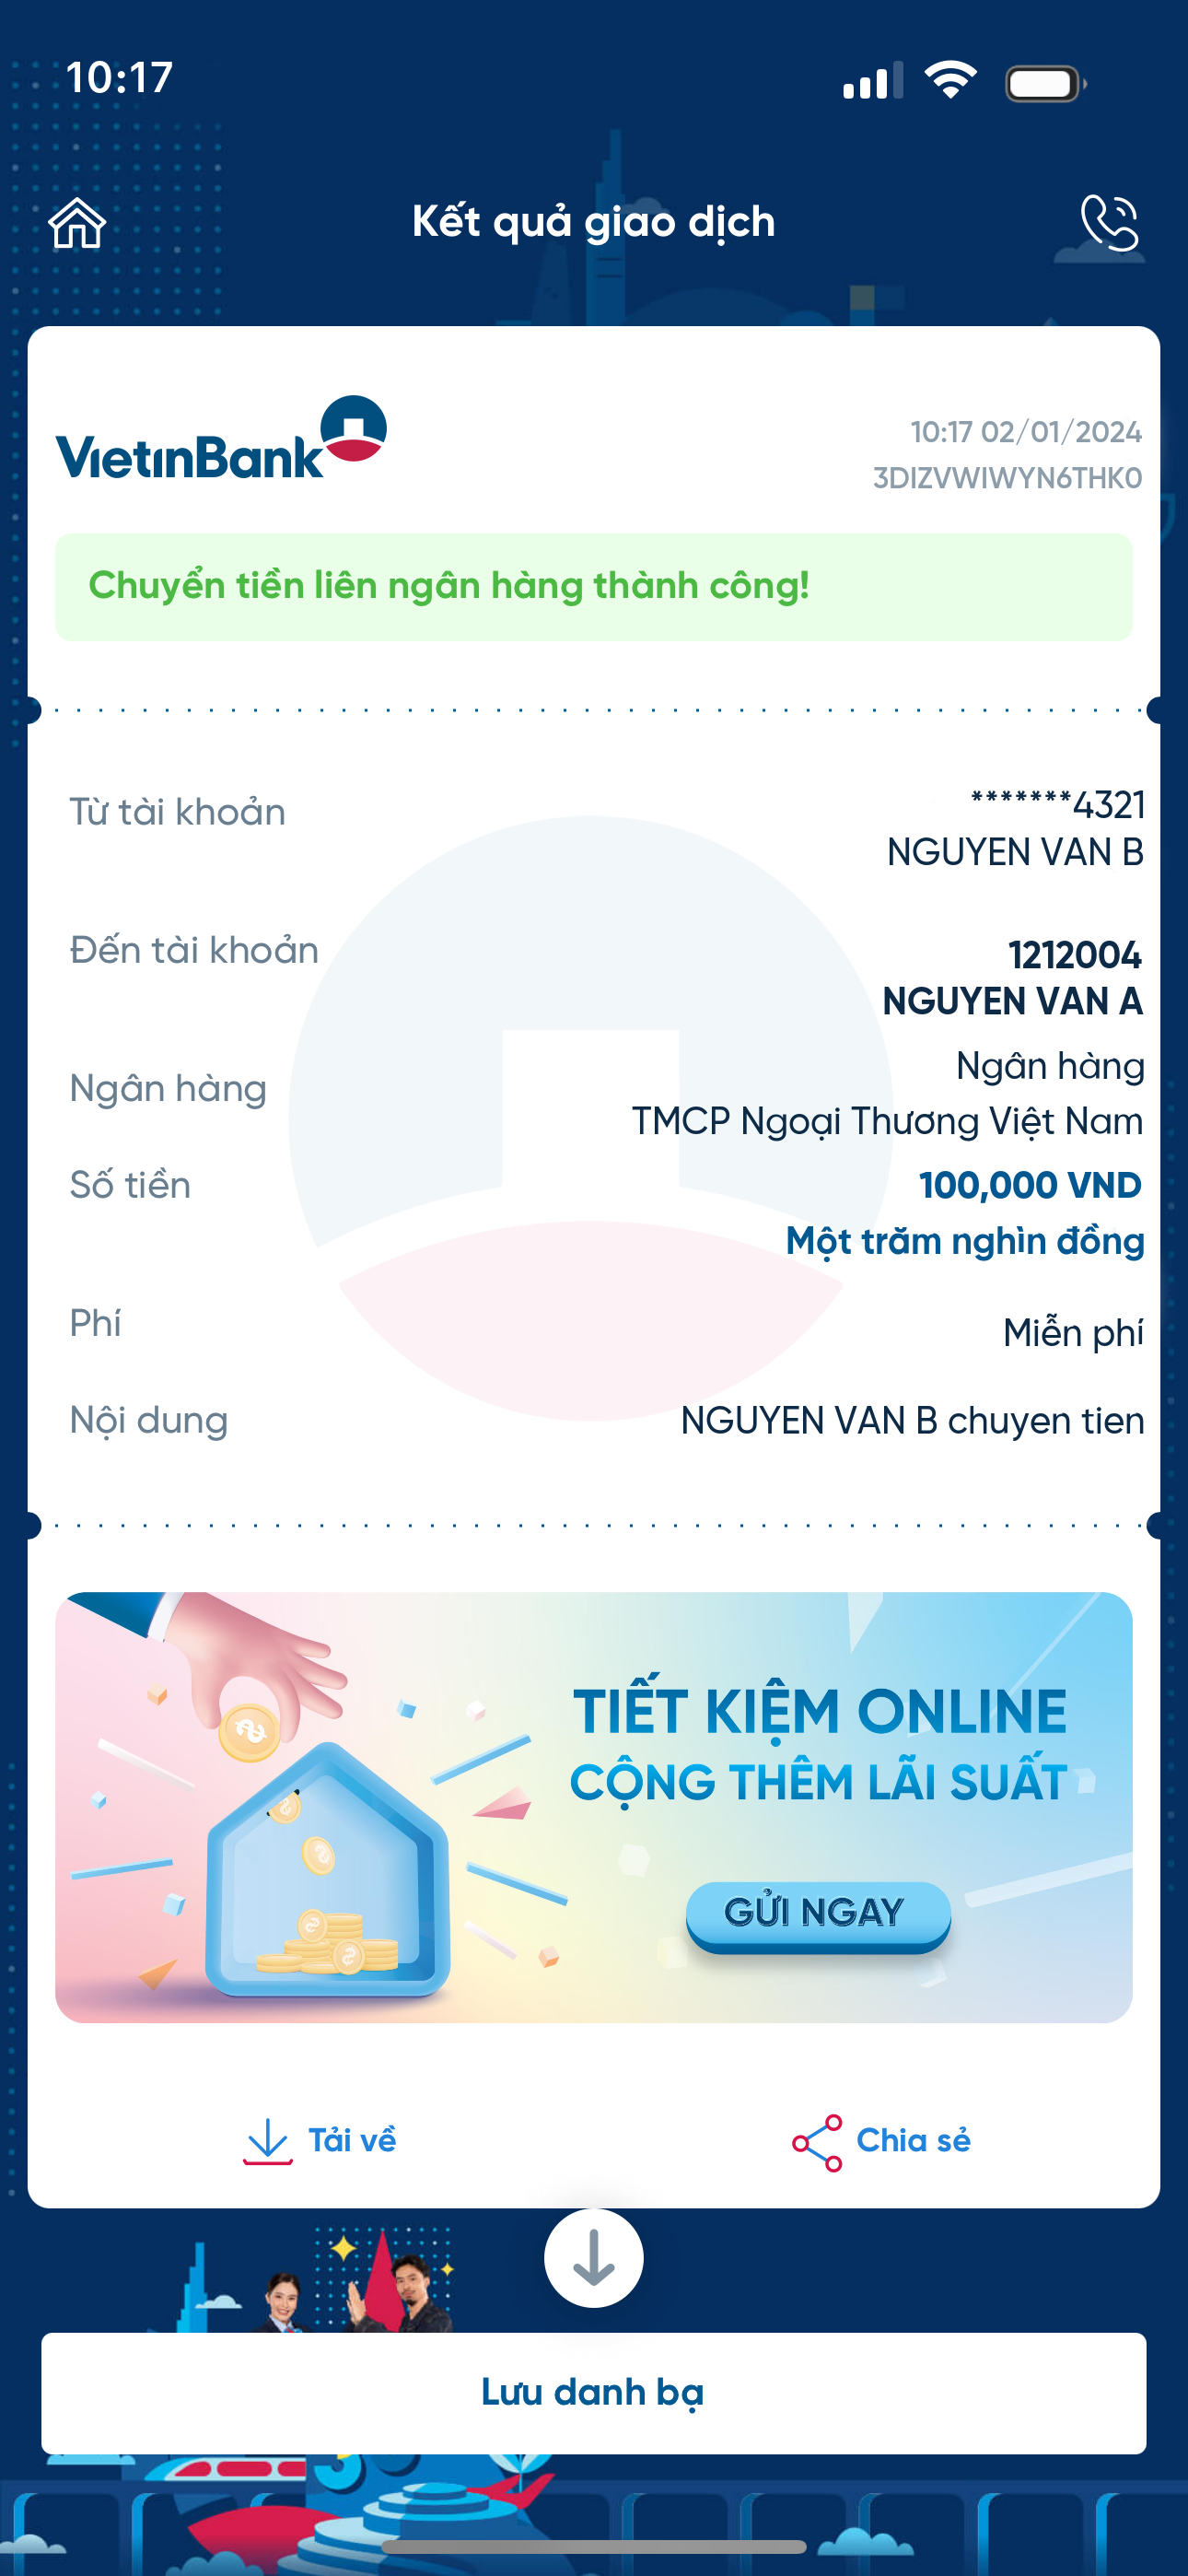 10:17
Kết quả giao dịch
VietinBank
10:17 02/01/2024
3DIZVWIWYN6THK0
Chuyển tiền liên ngân hàng thành công!
Từ tài khoản
*******4321
NGUYEN VAN B
Đến tài khoản
1212004
NGUYEN VAN A
Ngân hàng
Ngân hàng
TMCP Ngoại Thương Việt Nam
Số tiền
100,000 VND
Một trăm nghìn đồng
Phí
Miễn phí
Nội dung
NGUYEN VAN B chuyen tien
TIẾT KIỆM ONLINE
CỘNG THÊM LÃI SUẤT
GỬI NGAY
Tải về
Chia sẻ
Lưu danh bạ